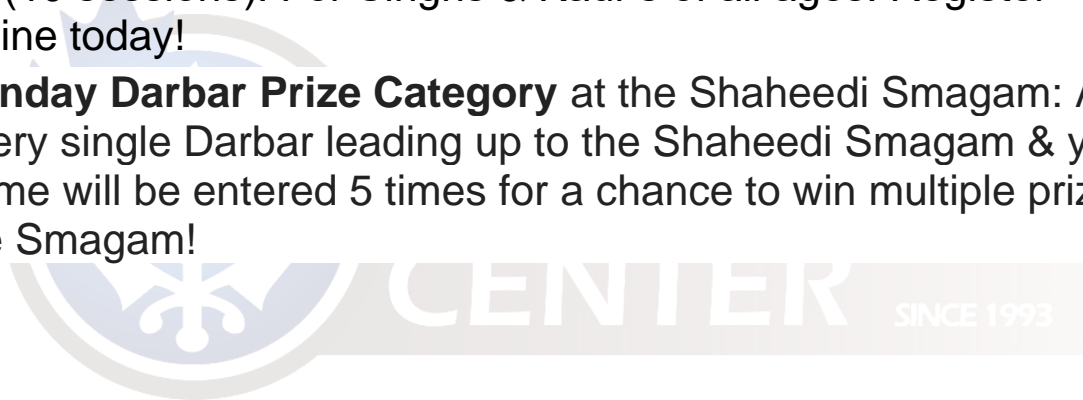 ine today!
nday Darbar Prize Category at the Shaheedi Smagam: A
ery single Darbar leading up to the Shaheedi Smagam & y
me will be entered 5 times for a chance to win multiple priz
e Smagam!
CENTER
SINCE 1993